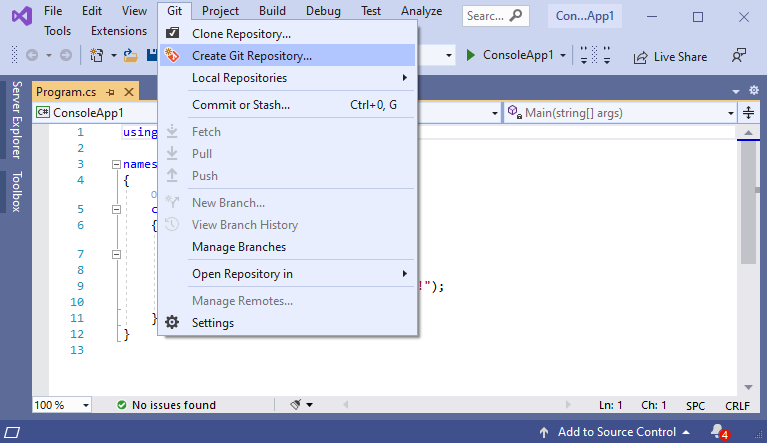 File Edit View Git Project Build Debug Test Analyze
Tools Extensions
Search...
Con...App1
ConsoleApp1
Live Share
Clone Repository...
Create Git Repository...
Local Repositories
Commit or Stash... Ctrl+0, G
Fetch
Pull
Push
New Branch...
View Branch History
Manage Branches
Open Repository in
Manage Remotes...
Settings
Server Explorer
Toolbox
Program.cs
C# ConsoleApp1
Main(string[] args)
1 using
2
3 names
4 {
5 c
6 {
7
8
9 !");
10
11 }
12 }
13
100 % No issues found Ln: 1 Ch: 1 SPC CRLF
Add to Source Control 4